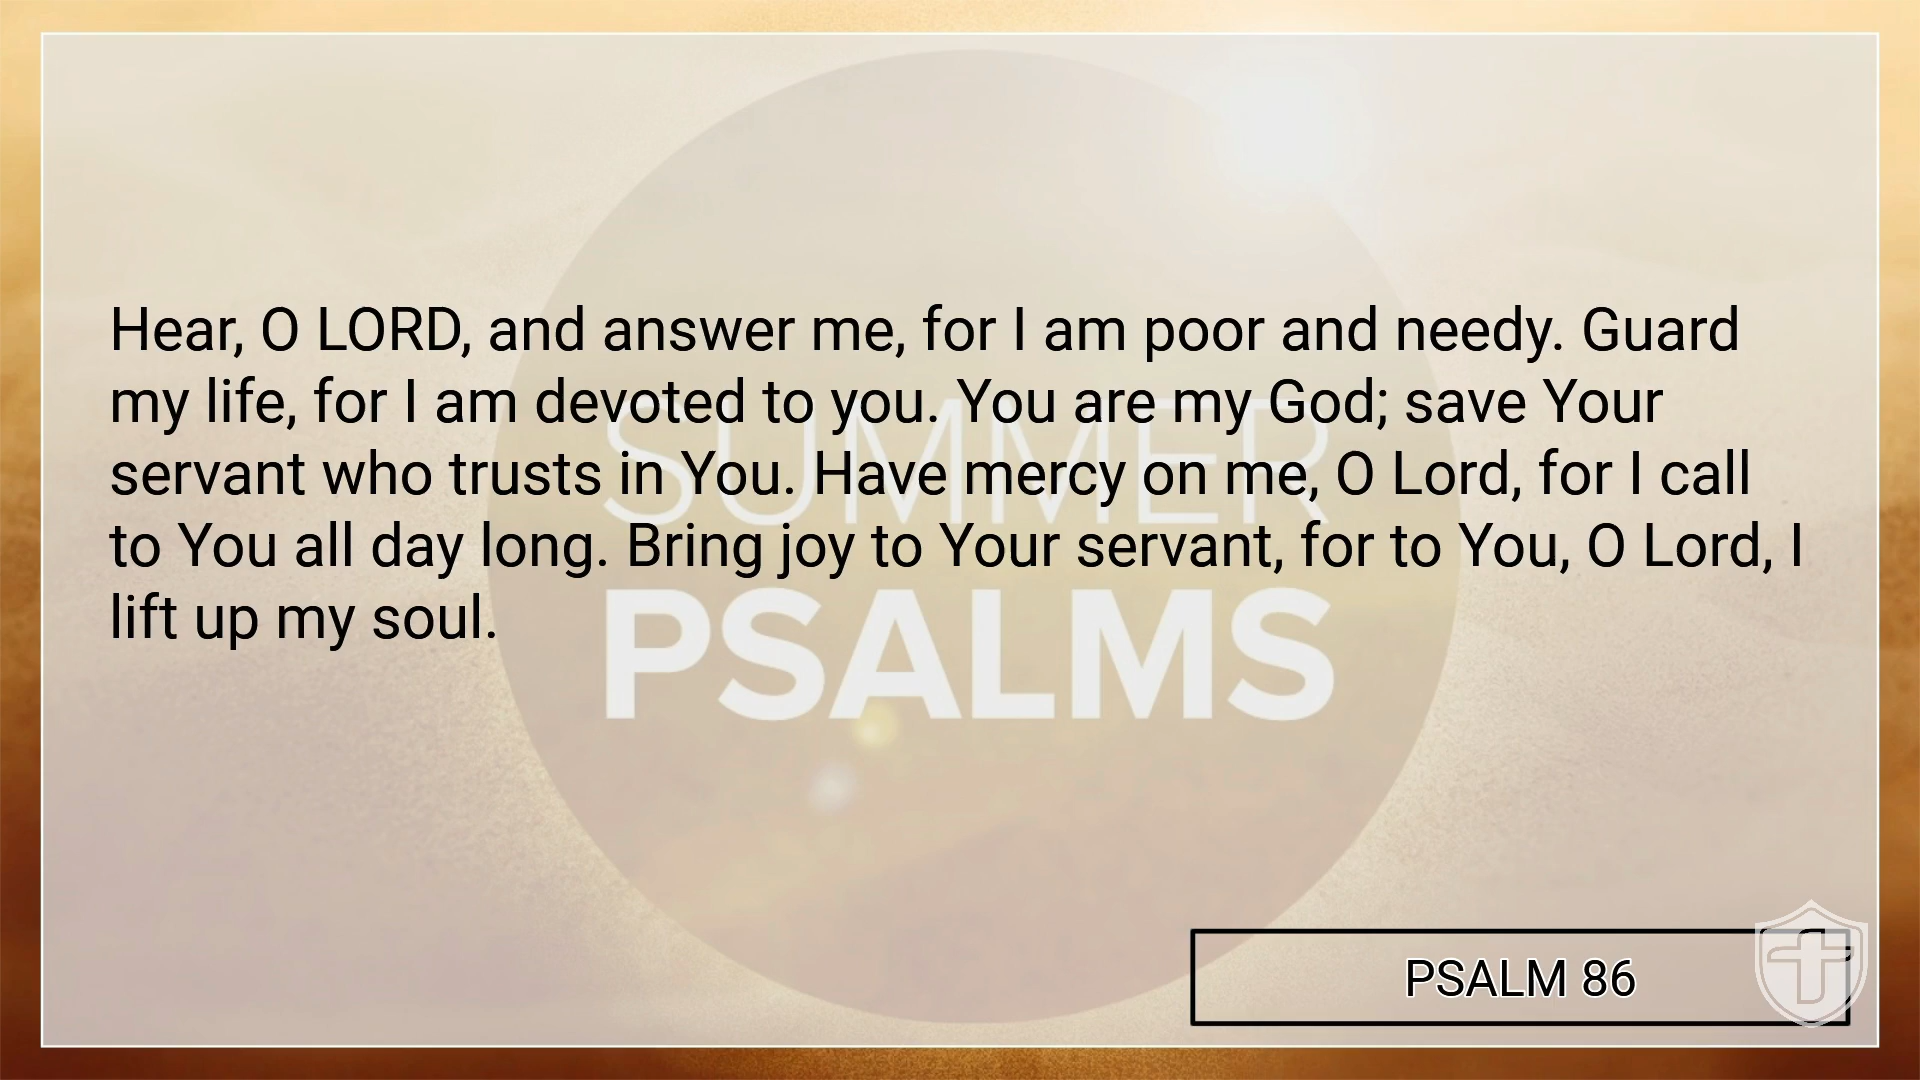 Hear, O LORD, and answer me, for I am poor and needy. Guard
my life, for I am devoted to you. You are my God; save Your
servant who trusts in You. Have mercy on me, O Lord, for I call
to You all day long. Bring joy to Your servant, for to You, O Lord, I
lift up my soul.
SUMMER
PSALMS
PSALM 86